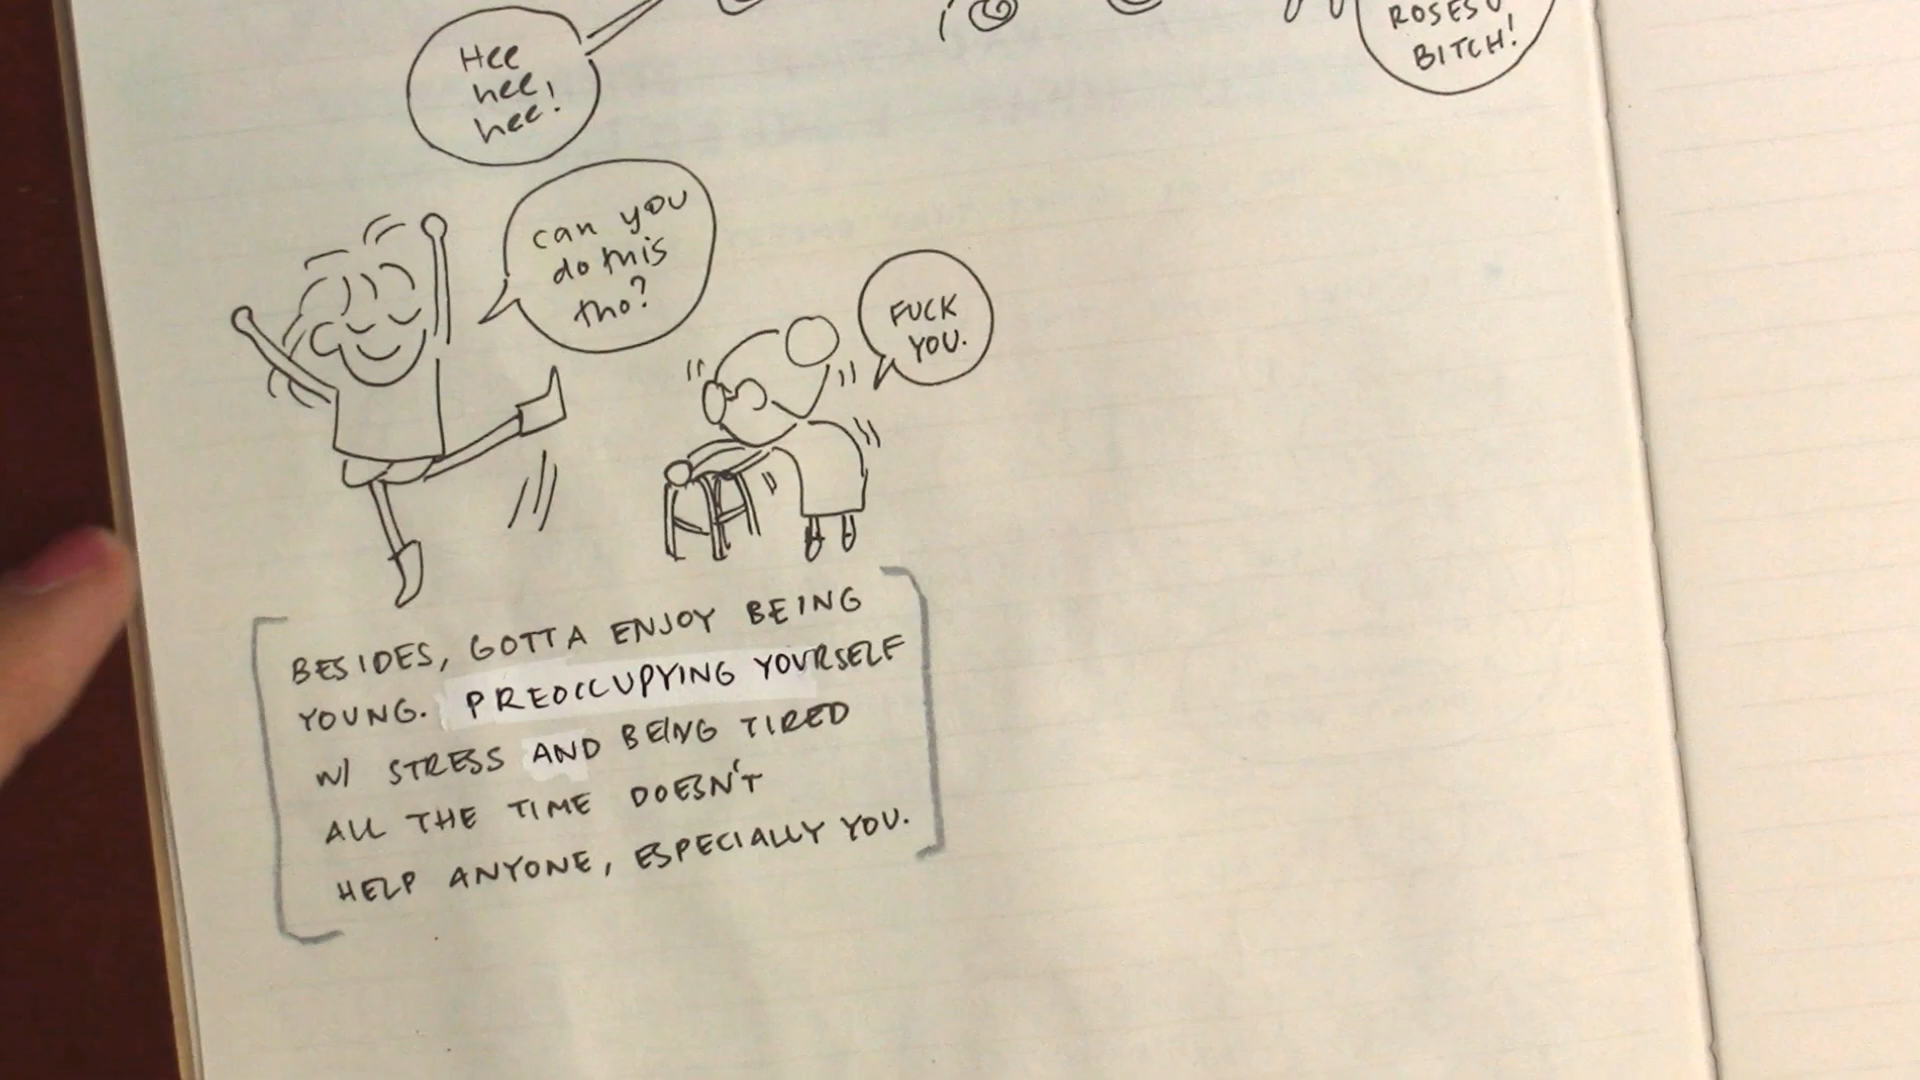 Hee
hee
hee!
ROSES
BITCH!
can you
do this
tho?
FUCK
YOU.
BESIDES, GOTTA ENJOY BEING
YOUNG. PREOCCUPYING YOURSELF
W/ STRESS AND BEING TIRED
ALL THE TIME DOESN'T
HELP ANYONE, ESPECIALLY YOU.